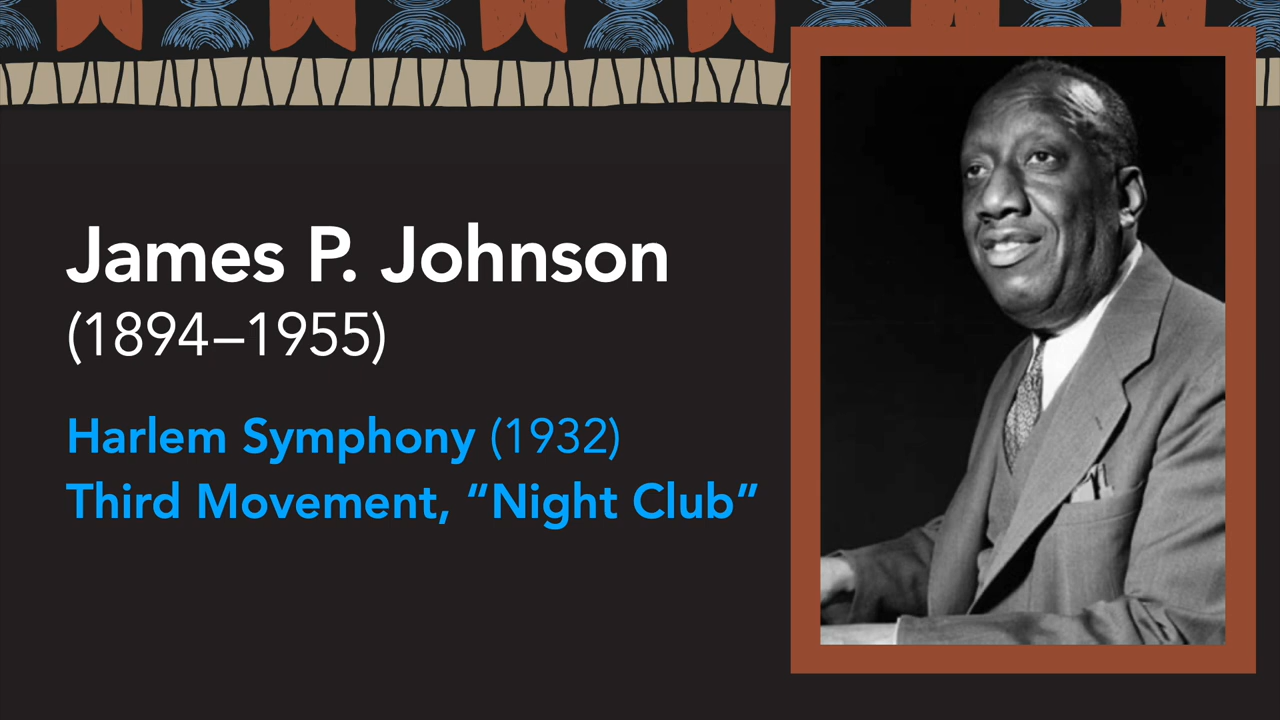 James P. Johnson
(1894–1955)
Harlem Symphony (1932)
Third Movement, “Night Club”